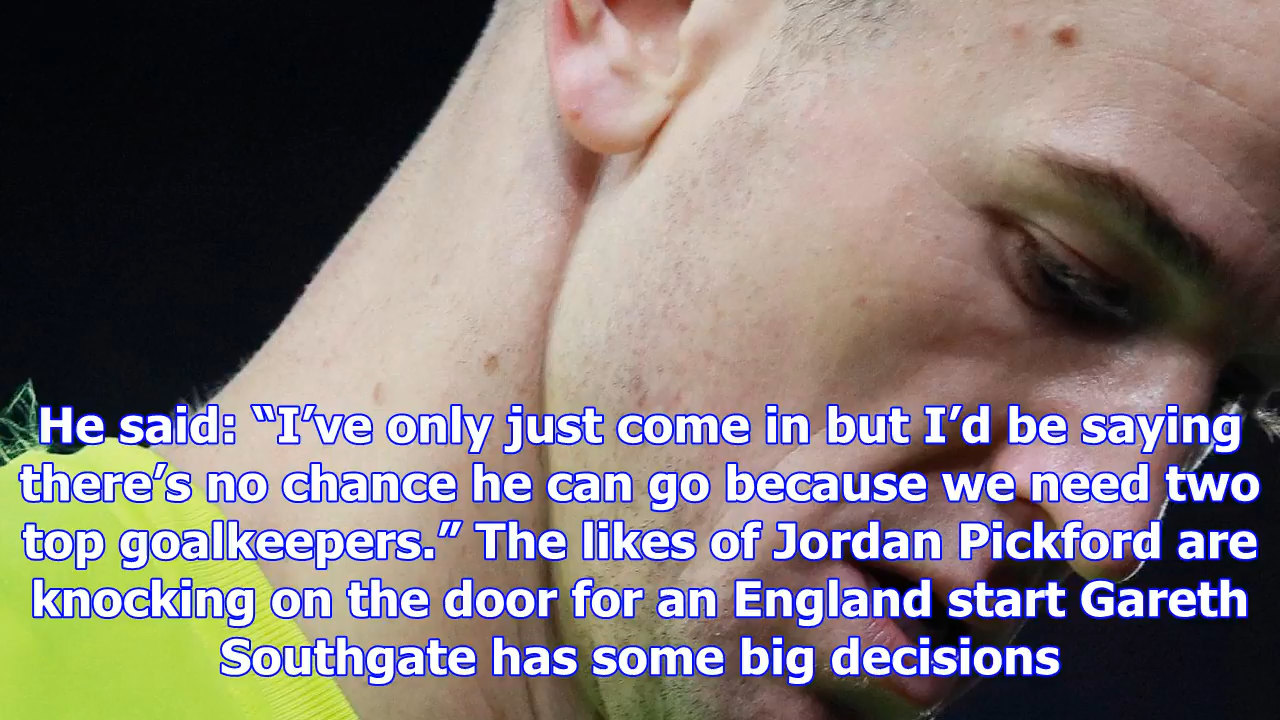 He said: “I’ve only just come in but I’d be saying
there’s no chance he can go because we need two
top goalkeepers.” The likes of Jordan Pickford are
knocking on the door for an England start Gareth
Southgate has some big decisions